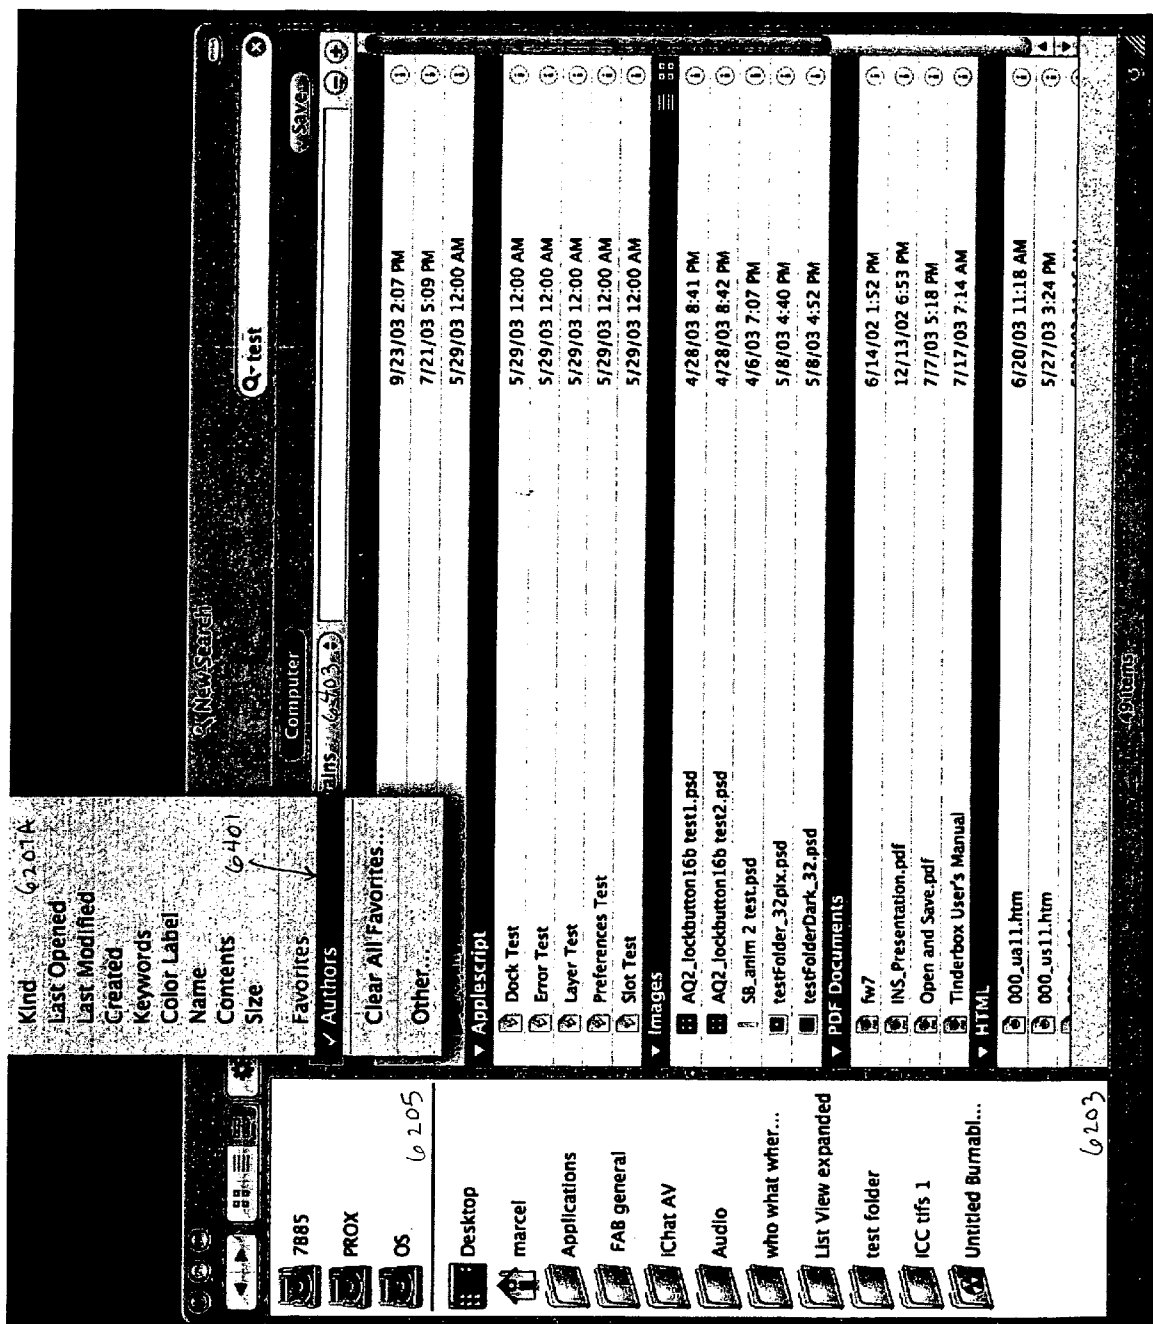 Kind 6207A
Last Opened
Last Modified
Created
Keywords
Color Label
Name
Contents 6401
Size
Favorites
✓ Authors
Clear All Favorites...
Other...
New Search
Q- test
Computer
Save
ains 6403
7885
PROX
OS
6205
Desktop
marcel
Applications
FAB general
iChat AV
Audio
who what wher...
List View expanded
test folder
ICC tifs 1
Untitled Burnabl...
6203
9/23/03 2:07 PM
7/21/03 5:09 PM
5/29/03 12:00 AM
▼ Applescript
Dock Test 5/29/03 12:00 AM
Error Test 5/29/03 12:00 AM
Layer Test 5/29/03 12:00 AM
Preferences Test 5/29/03 12:00 AM
Slot Test 5/29/03 12:00 AM
▼ Images
AQ2_lockbutton16b test1.psd 4/28/03 8:41 PM
AQ2_lockbutton16b test2.psd 4/28/03 8:42 PM
SB_anim 2 test.psd 4/6/03 7:07 PM
testFolder_32pix.psd 5/8/03 4:40 PM
testFolderDark_32.psd 5/8/03 4:52 PM
▼ PDF Documents
fw7 6/14/02 1:52 PM
INS_Presentation.pdf 12/13/02 6:53 PM
Open and Save.pdf 7/7/03 5:18 PM
Tinderbox User's Manual 7/17/03 7:14 AM
▼ HTML
000_ua11.htm 6/20/03 11:18 AM
000_us11.htm 5/27/03 3:24 PM
49 items